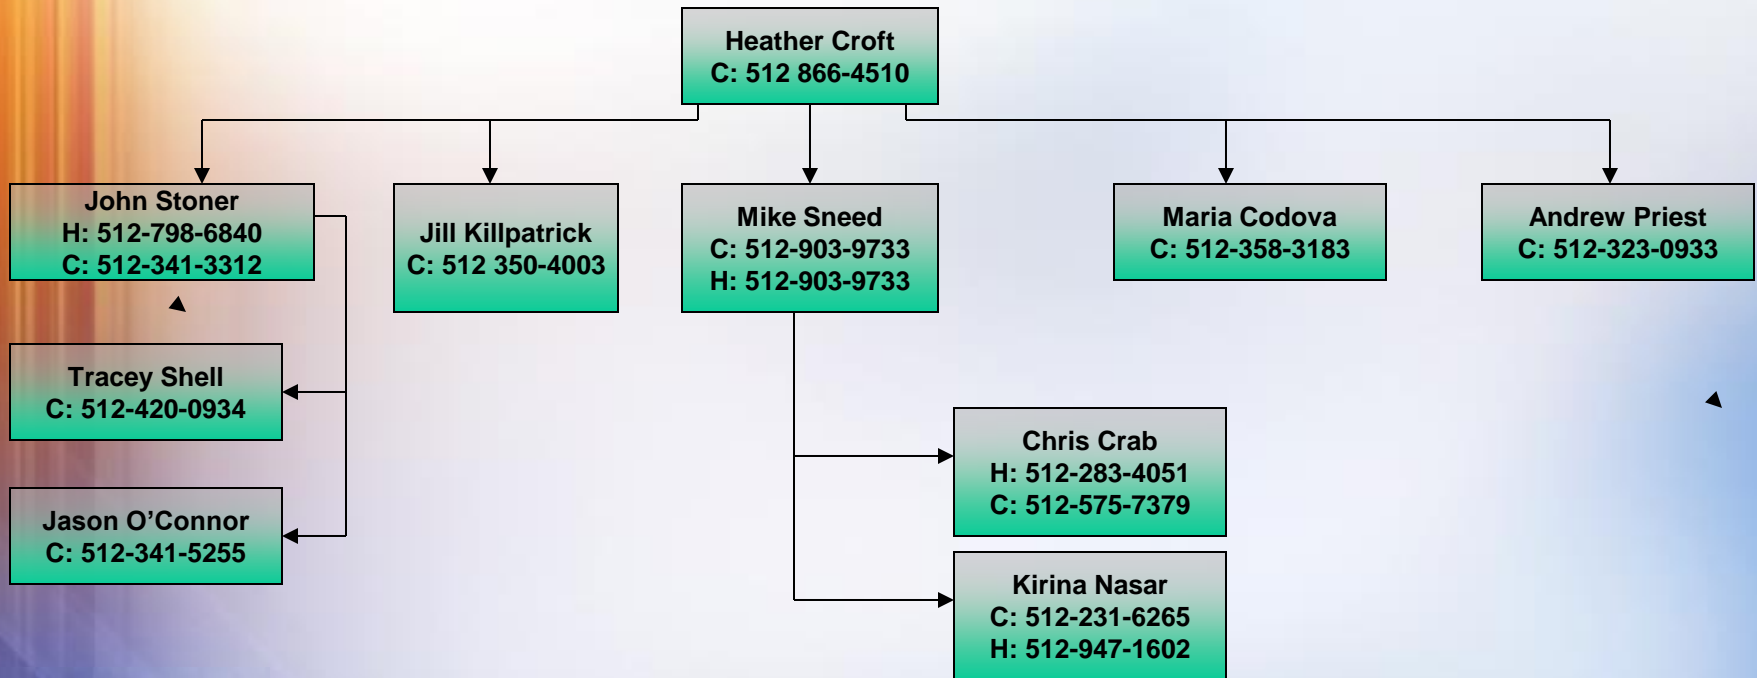 Heather Croft
C: 512 866-4510
John Stoner
H: 512-798-6840
C: 512-341-3312
Jill Killpatrick
C: 512 350-4003
Mike Sneed
C: 512-903-9733
H: 512-903-9733
Maria Codova
C: 512-358-3183
Andrew Priest
C: 512-323-0933
Tracey Shell
C: 512-420-0934
Jason O’Connor
C: 512-341-5255
Chris Crab
H: 512-283-4051
C: 512-575-7379
Kirina Nasar
C: 512-231-6265
H: 512-947-1602